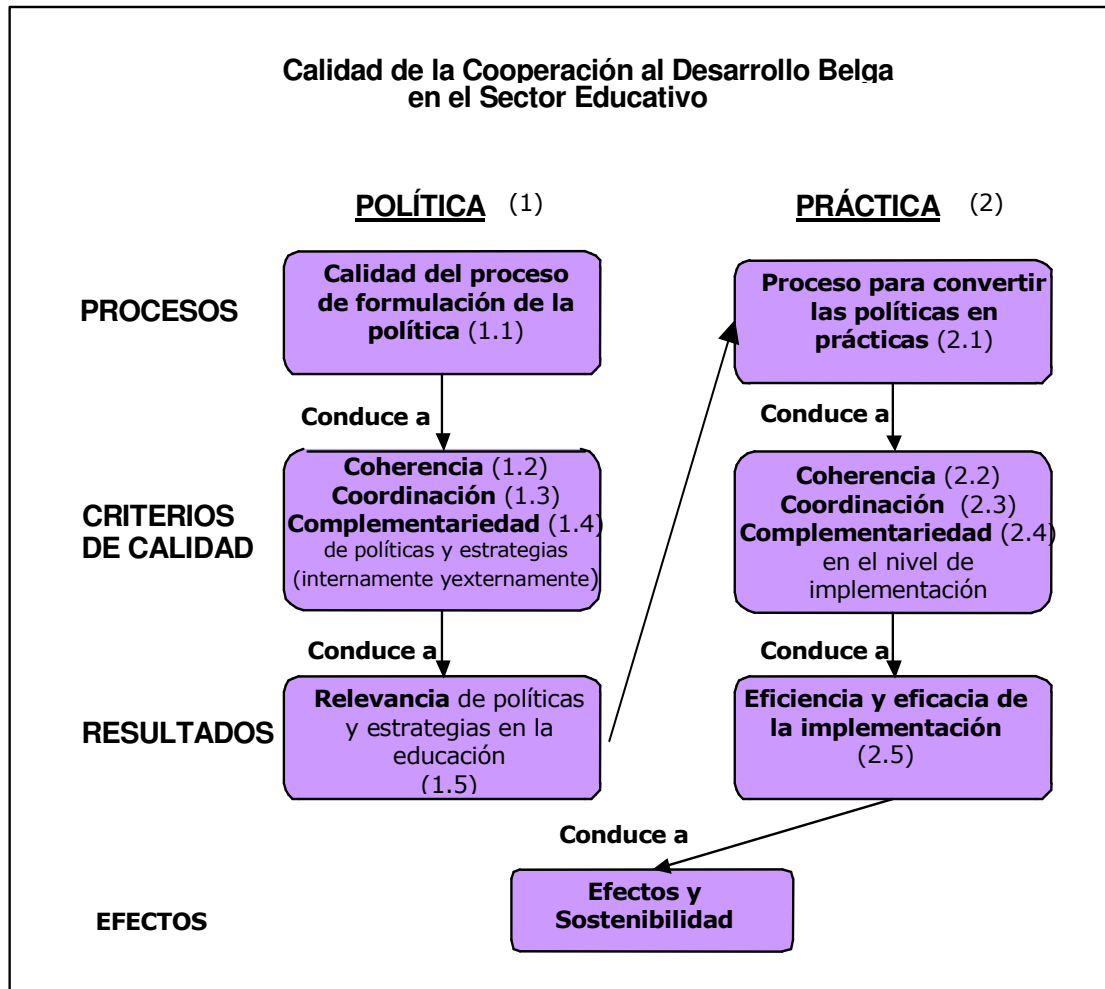 Calidad de la Cooperación al Desarrollo Belga
en el Sector Educativo
POLÍTICA (1)
PRÁCTICA (2)
PROCESOS
Calidad del proceso
de formulación de la
política (1.1)
Proceso para convertir
las políticas en
prácticas (2.1)
Conduce a
Conduce a
CRITERIOS
DE CALIDAD
Coherencia (1.2)
Coordinación (1.3)
Complementariedad (1.4)
de políticas y estrategias
(internamente yexternamente)
Coherencia (2.2)
Coordinación (2.3)
Complementariedad (2.4)
en el nivel de
implementación
Conduce a
Conduce a
RESULTADOS
Relevancia de políticas
y estrategias en la
educación
(1.5)
Eficiencia y eficacia de
la implementación
(2.5)
Conduce a
EFECTOS
Efectos y
Sostenibilidad